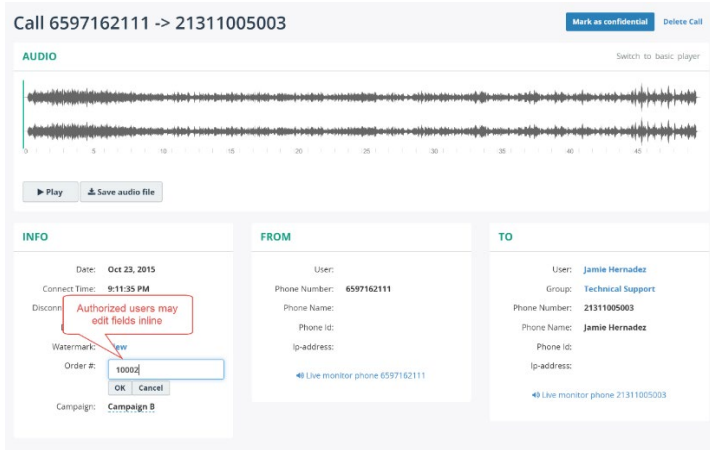 Call 6597162111 -> 21311005003
Mark as confidential
Delete Call
AUDIO
Switch to basic player
0 5 10 15 20 25 30 35 40 45
Play
Save audio file
INFO
Date: Oct 23, 2015
Connect Time: 9:11:35 PM
Disconn
Authorized users may
edit fields inline
Watermark:
Order #: 10002
OK Cancel
Campaign: Campaign B
FROM
User:
Phone Number: 6597162111
Phone Name:
Phone Id:
Ip-address:
Live monitor phone 6597162111
TO
User: Jamie Hernadez
Group: Technical Support
Phone Number: 21311005003
Phone Name: Jamie Hernadez
Phone Id:
Ip-address:
Live monitor phone 21311005003